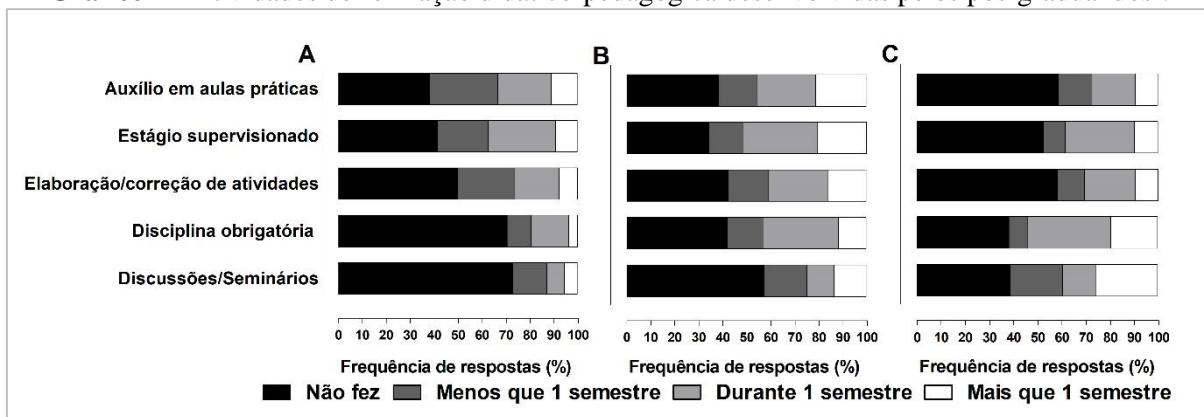 A B C
Auxílio em aulas práticas
Estágio supervisionado
Elaboração/correção de atividades
Disciplina obrigatória
Discussões/Seminários
0 10 20 30 40 50 60 70 80 90 100 0 10 20 30 40 50 60 70 80 90 100 0 10 20 30 40 50 60 70 80 90 100
Frequência de respostas (%) Frequência de respostas (%) Frequência de respostas (%)
Não fez Menos que 1 semestre Durante 1 semestre Mais que 1 semestre